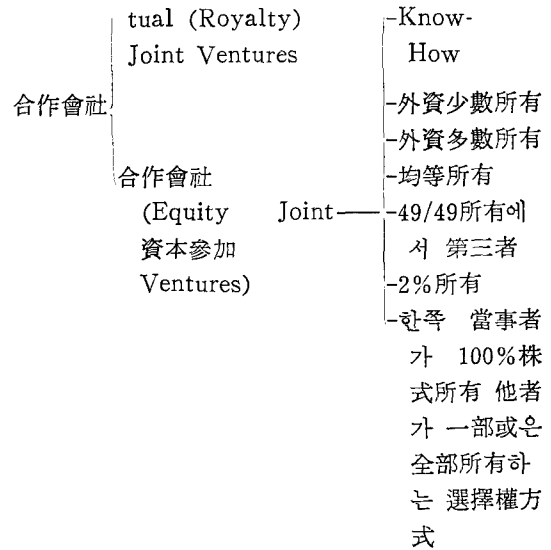 tual (Royalty)
Joint Ventures
-Know-
How
合作會社
-外資少數所有
-外資多數所有
合作會社
-均等所有
(Equity Joint
-49/49所有에
資本參加
서 第三者
Ventures)
-2%所有
-한쪽 當事者
가 100%株
式所有 他者
가 一部或은
全部所有하
는 選擇權方
式